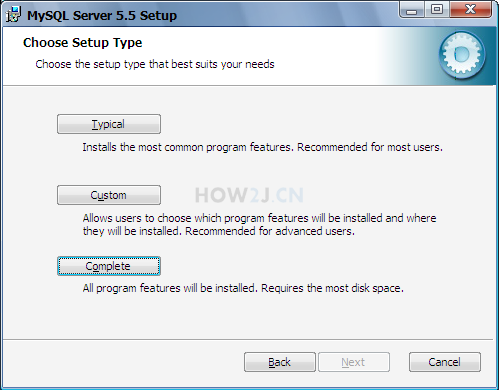 MySQL Server 5.5 Setup
Choose Setup Type
Choose the setup type that best suits your needs
Typical
Installs the most common program features. Recommended for most users.
Custom
HOW2J.CN
Allows users to choose which program features will be installed and where
they will be installed. Recommended for advanced users.
Complete
All program features will be installed. Requires the most disk space.
Back Next Cancel